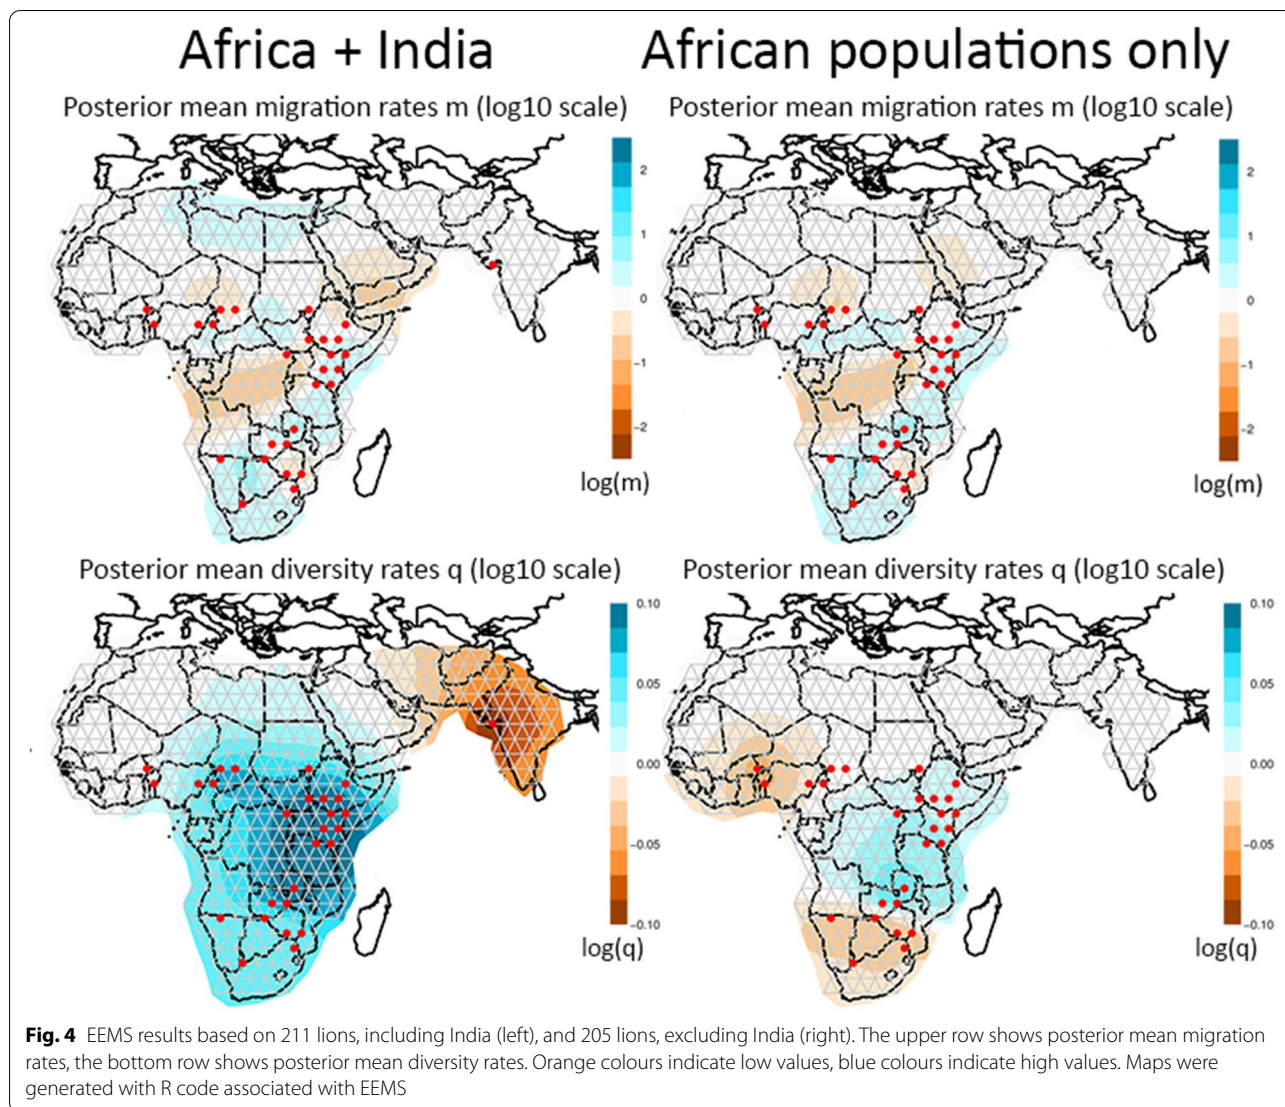 Africa + India
African populations only
Posterior mean migration rates m (log10 scale)
Posterior mean migration rates m (log10 scale)
2
1
0
−1
−2
log(m)
2
1
0
−1
−2
log(m)
Posterior mean diversity rates q (log10 scale)
Posterior mean diversity rates q (log10 scale)
0.10
0.05
0.00
−0.05
−0.10
log(q)
0.10
0.05
0.00
−0.05
−0.10
log(q)
Fig. 4 EEMS results based on 211 lions, including India (left), and 205 lions, excluding India (right). The upper row shows posterior mean migration
rates, the bottom row shows posterior mean diversity rates. Orange colours indicate low values, blue colours indicate high values. Maps were
generated with R code associated with EEMS